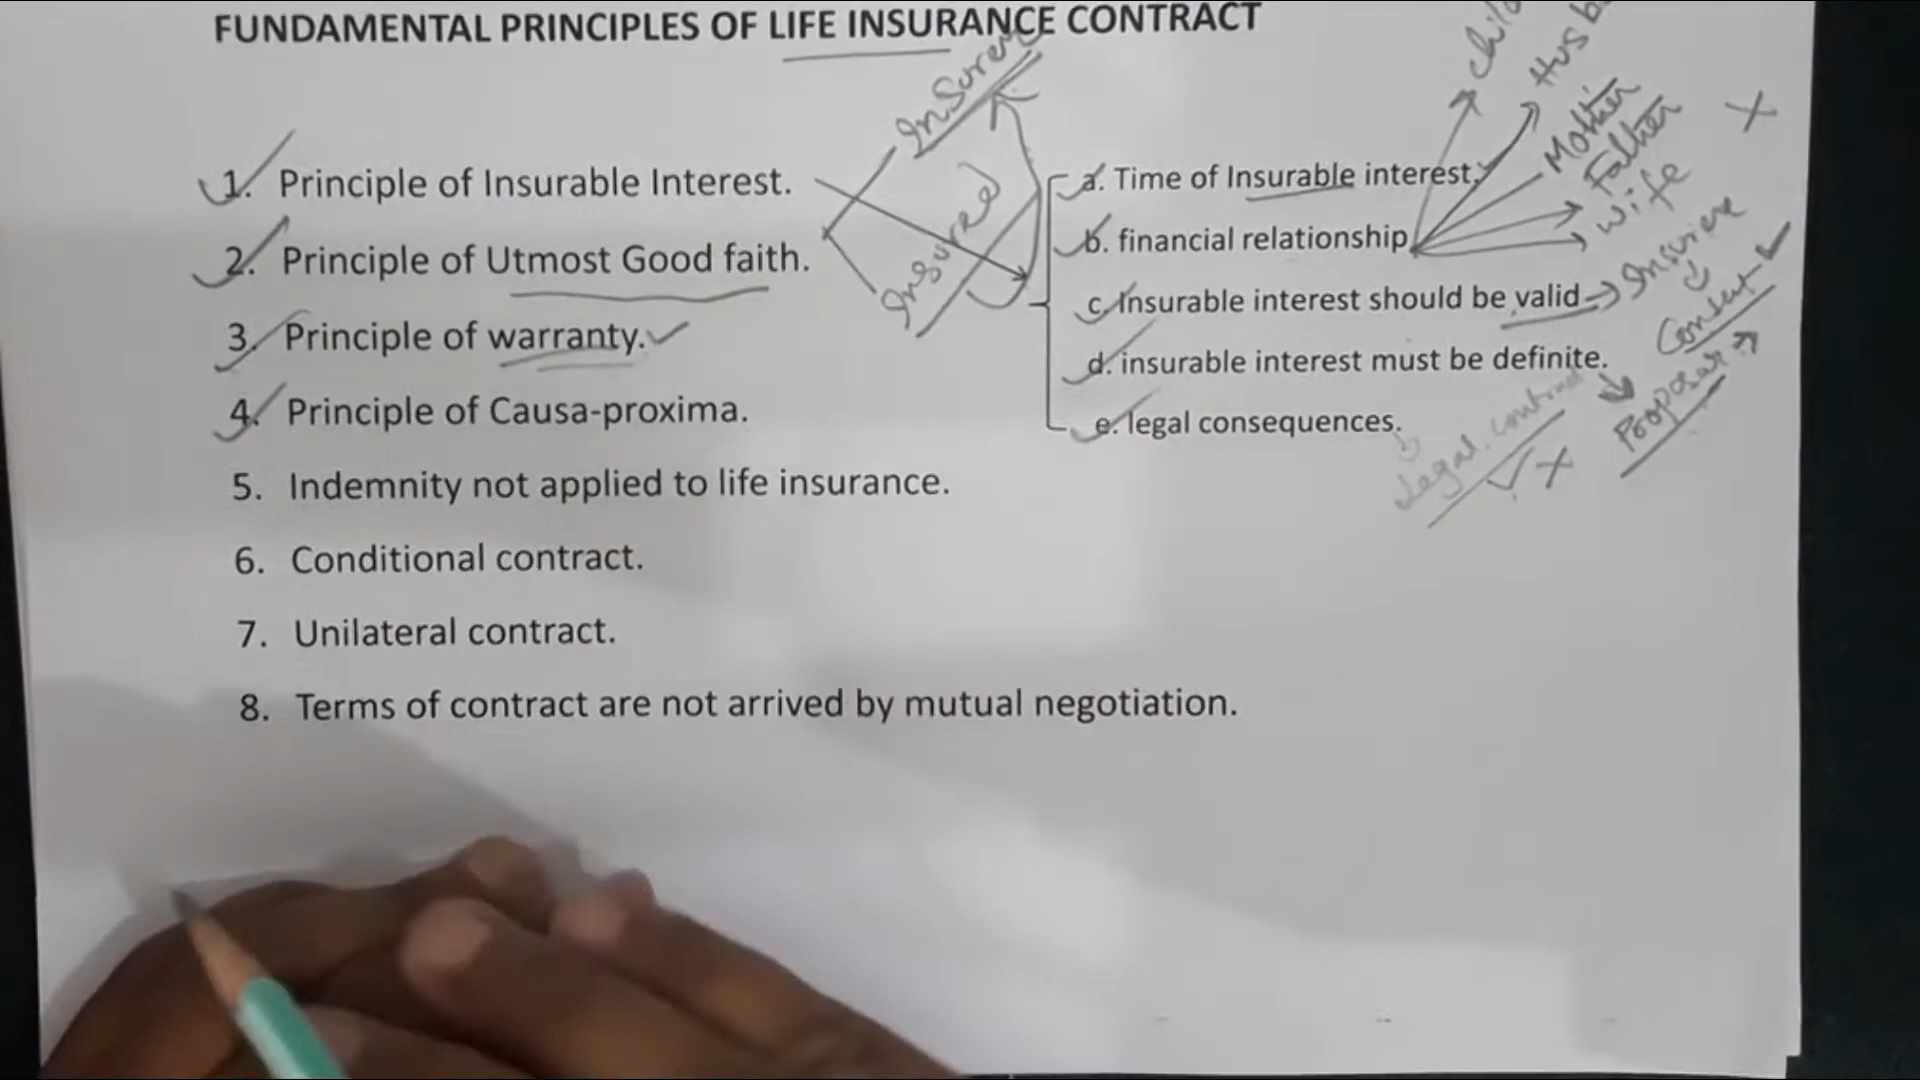 FUNDAMENTAL PRINCIPLES OF LIFE INSURANCE CONTRACT
1. Principle of Insurable Interest.
2. Principle of Utmost Good faith.
3. Principle of warranty.
4. Principle of Causa-proxima.
5. Indemnity not applied to life insurance.
6. Conditional contract.
7. Unilateral contract.
8. Terms of contract are not arrived by mutual negotiation.
Insurer
Insured
a. Time of Insurable interest.
b. financial relationship
c. Insurable interest should be valid
d. insurable interest must be definite.
e. legal consequences.
Mother
Father
Wife
Proposar
Legal. contract